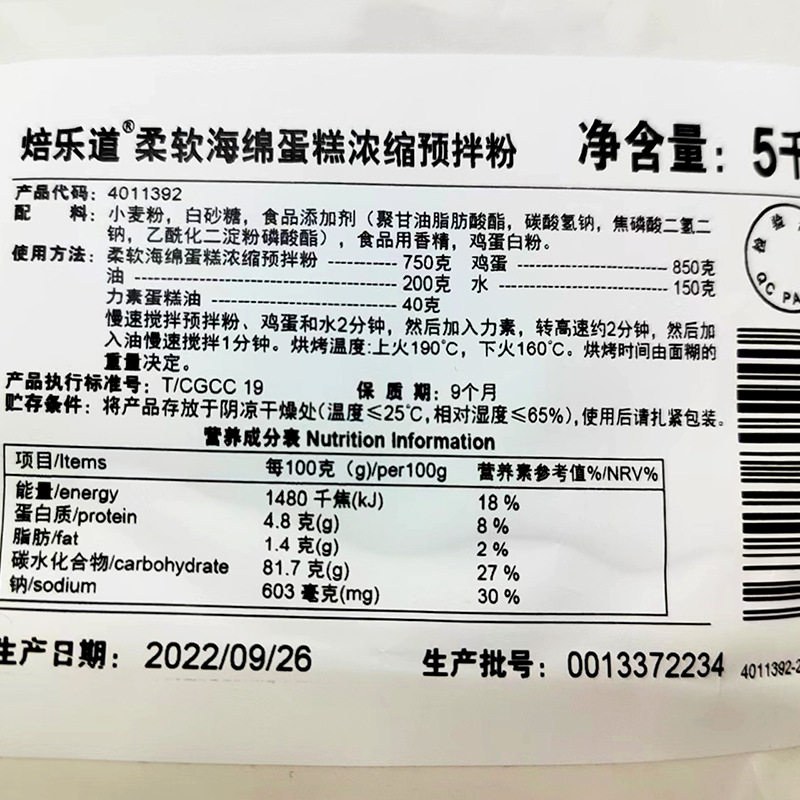 焙乐道®柔软海绵蛋糕浓缩预拌粉 净含量：5千
产品代码：4011392
配 料：小麦粉，白砂糖，食品添加剂（聚甘油脂肪酸酯，碳酸氢钠，焦磷酸二氢二
钠，乙酰化二淀粉磷酸酯），食品用香精，鸡蛋白粉。
使用方法：柔软海绵蛋糕浓缩预拌粉 ---------- 750克 鸡蛋 ---------------------- 850克
油 ------------------------------------ 200克 水 ------------------------- 150克
力素蛋糕油 ------------------------- 40克
慢速搅拌预拌粉、鸡蛋和水2分钟，然后加入力素，转高速约2分钟，然后加
入油慢速搅拌1分钟。烘烤温度：上火190℃，下火160℃。烘烤时间由面糊的
重量决定。
产品执行标准号：T/CGCC 19 保 质 期：9个月
贮存条件：将产品存放于阴凉干燥处（温度≤25℃，相对湿度≤65%），使用后请扎紧包装。
营养成分表 Nutrition Information
项目/Items 每100克（g)/per100g 营养素参考值%/NRV%
能量/energy 1480 千焦(kJ) 18 %
蛋白质/protein 4.8 克(g) 8 %
脂肪/fat 1.4 克(g) 2 %
碳水化合物/carbohydrate 81.7 克(g) 27 %
钠/sodium 603 毫克(mg) 30 %
生产日期：2022/09/26 生产批号：0013372234 4011392-2
检验
QC PA